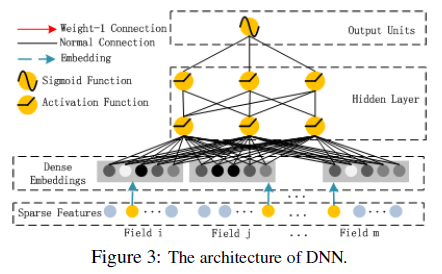 Weight-1 Connection
Normal Connection
Embedding
Sigmoid Function
Activation Function
Output Units
Hidden Layer
Dense
Embeddings
Sparse Features
Field i
Field j
...
Field m
Figure 3: The architecture of DNN.